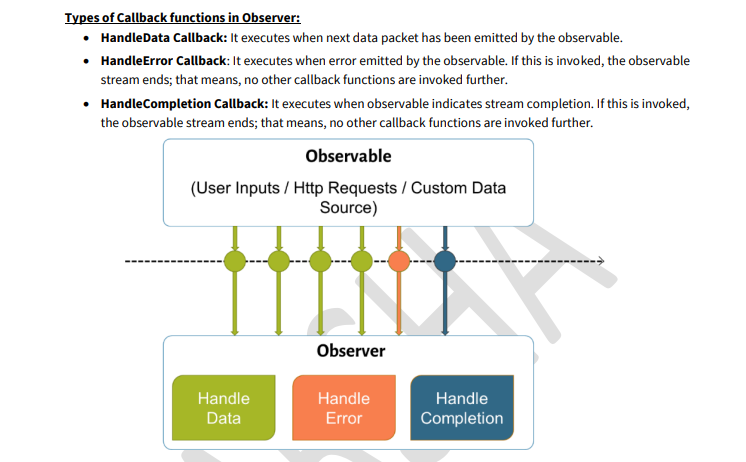 Types of Callback functions in Observer:
• HandleData Callback: It executes when next data packet has been emitted by the observable.
• HandleError Callback: It executes when error emitted by the observable. If this is invoked, the observable
stream ends; that means, no other callback functions are invoked further.
• HandleCompletion Callback: It executes when observable indicates stream completion. If this is invoked,
the observable stream ends; that means, no other callback functions are invoked further.
Observable
(User Inputs / Http Requests / Custom Data
Source)
Observer
Handle
Data
Handle
Error
Handle
Completion